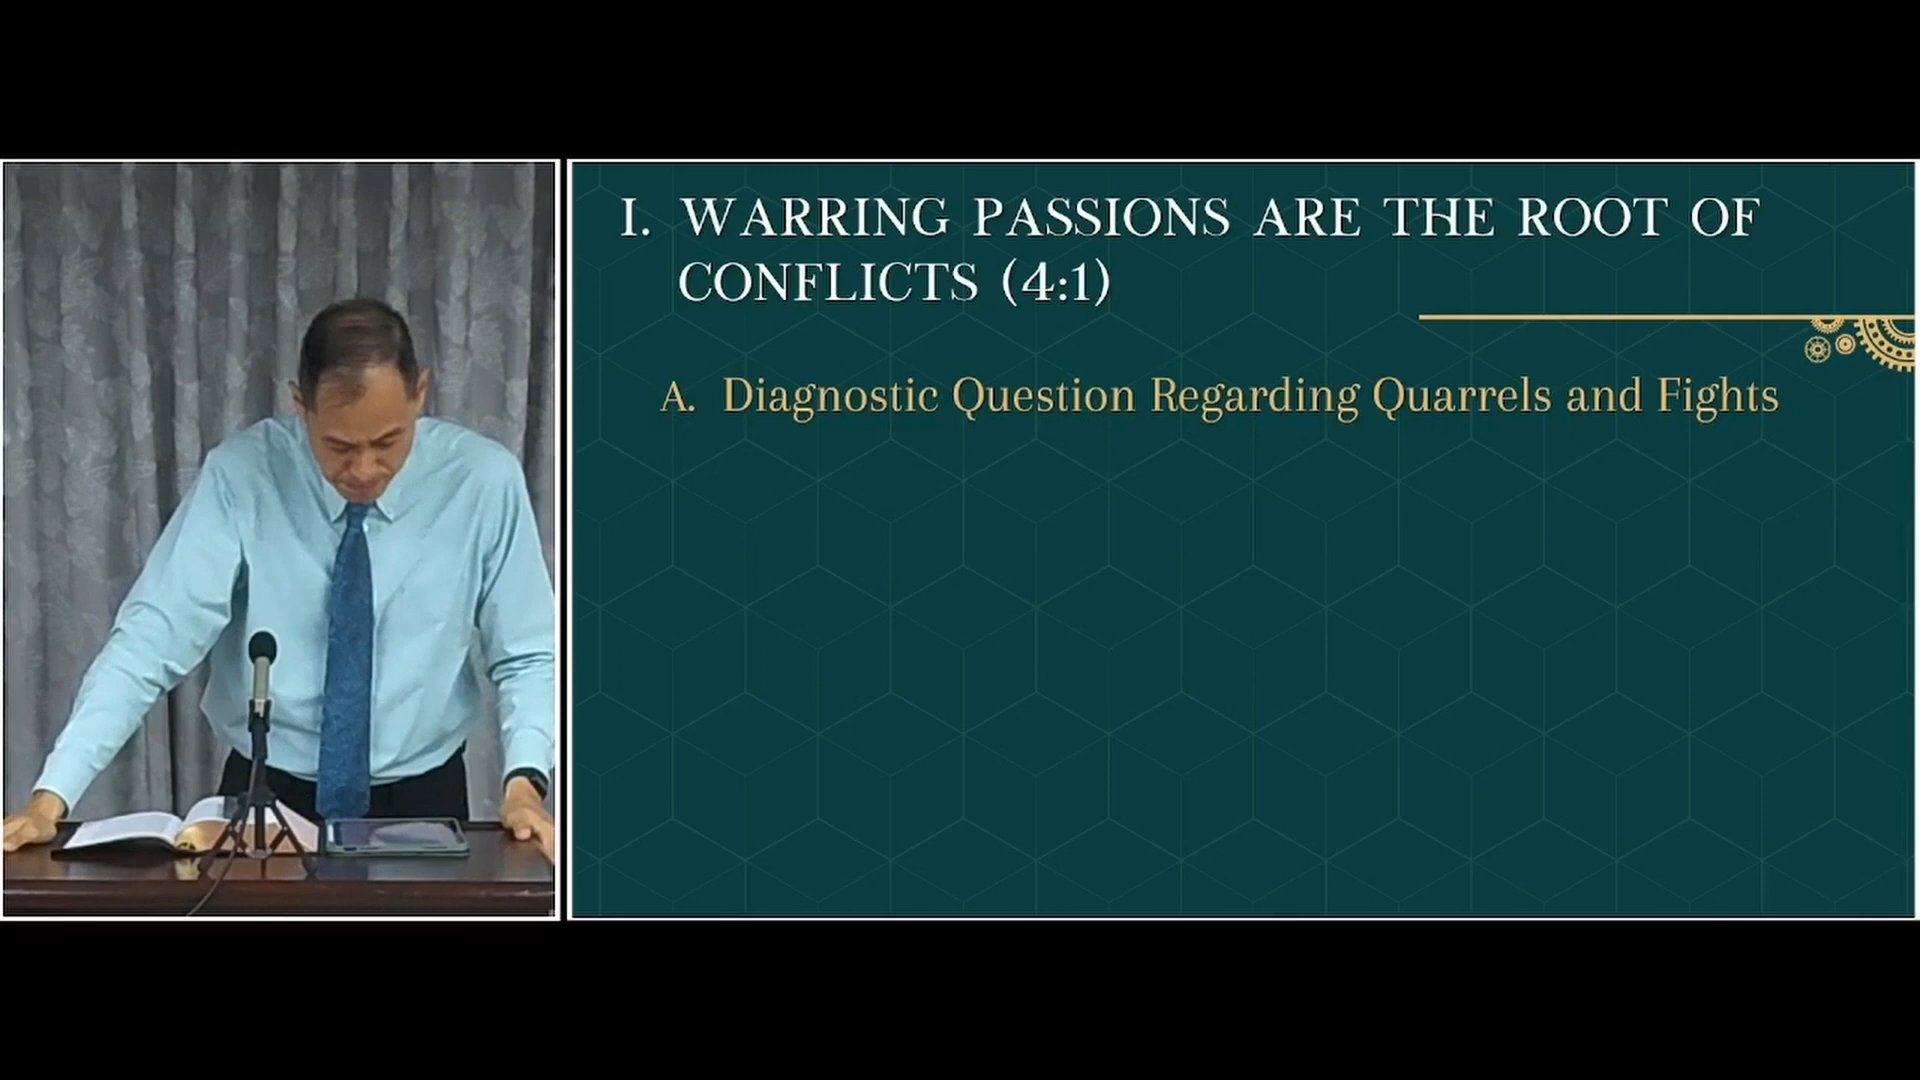 I. WARRING PASSIONS ARE THE ROOT OF
CONFLICTS (4:1)
A. Diagnostic Question Regarding Quarrels and Fights